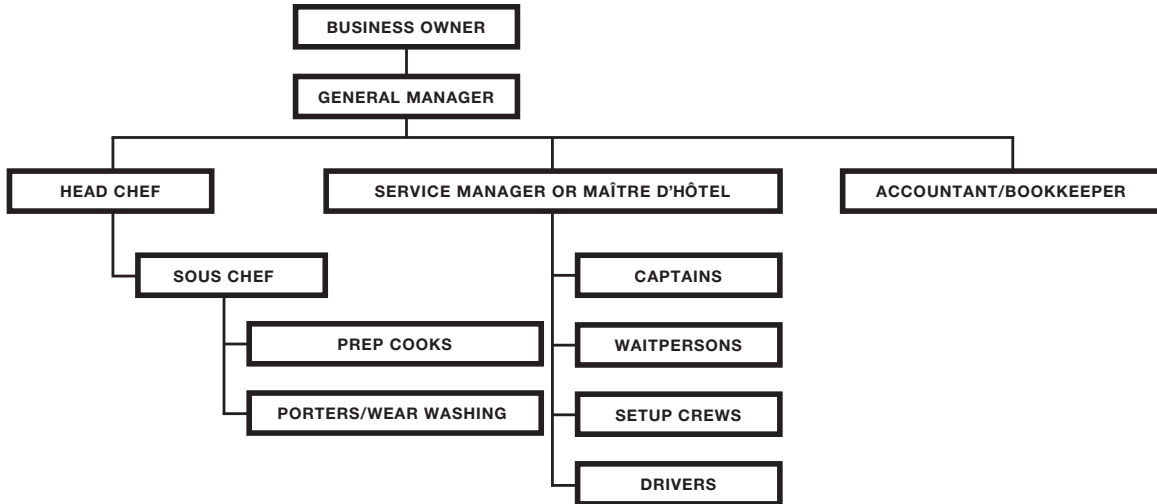 BUSINESS OWNER
GENERAL MANAGER
HEAD CHEF
SERVICE MANAGER OR MAÎTRE D’HÔTEL
ACCOUNTANT/BOOKKEEPER
SOUS CHEF
CAPTAINS
PREP COOKS
WAITPERSONS
PORTERS/WEAR WASHING
SETUP CREWS
DRIVERS